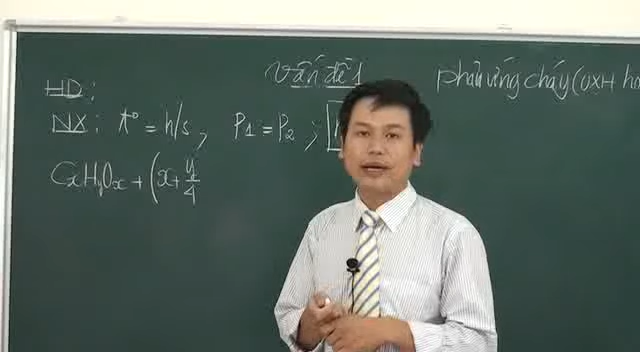 Vấn đề 1
phản ứng cháy (OXH ho
HD:
NX: t° = h/s, P1 = P2 ;
CxHyOz + (x + y/4